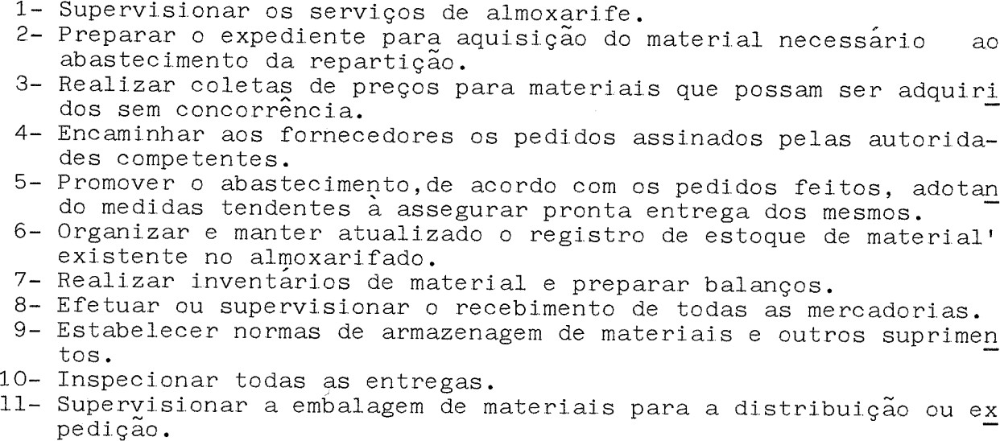 1- Supervisionar os serviços de almoxarife.
2- Preparar o expediente para aquisição do material necessário ao
abastecimento da repartição.
3- Realizar coletas de preços para materiais que possam ser adquiri
dos sem concorrência.
4- Encaminhar aos fornecedores os pedidos assinados pelas autorida-
des competentes.
5- Promover o abastecimento,de acordo com os pedidos feitos, adotan
do medidas tendentes à assegurar pronta entrega dos mesmos.
6- Organizar e manter atualizado o registro de estoque de material'
existente no almoxarifado.
7- Realizar inventários de material e preparar balanços.
8- Efetuar ou supervisionar o recebimento de todas as mercadorias.
9- Estabelecer normas de armazenagem de materiais e outros suprimen
tos.
10- Inspecionar todas as entregas.
11- Supervisionar a embalagem de materiais para a distribuição ou ex
pedição.